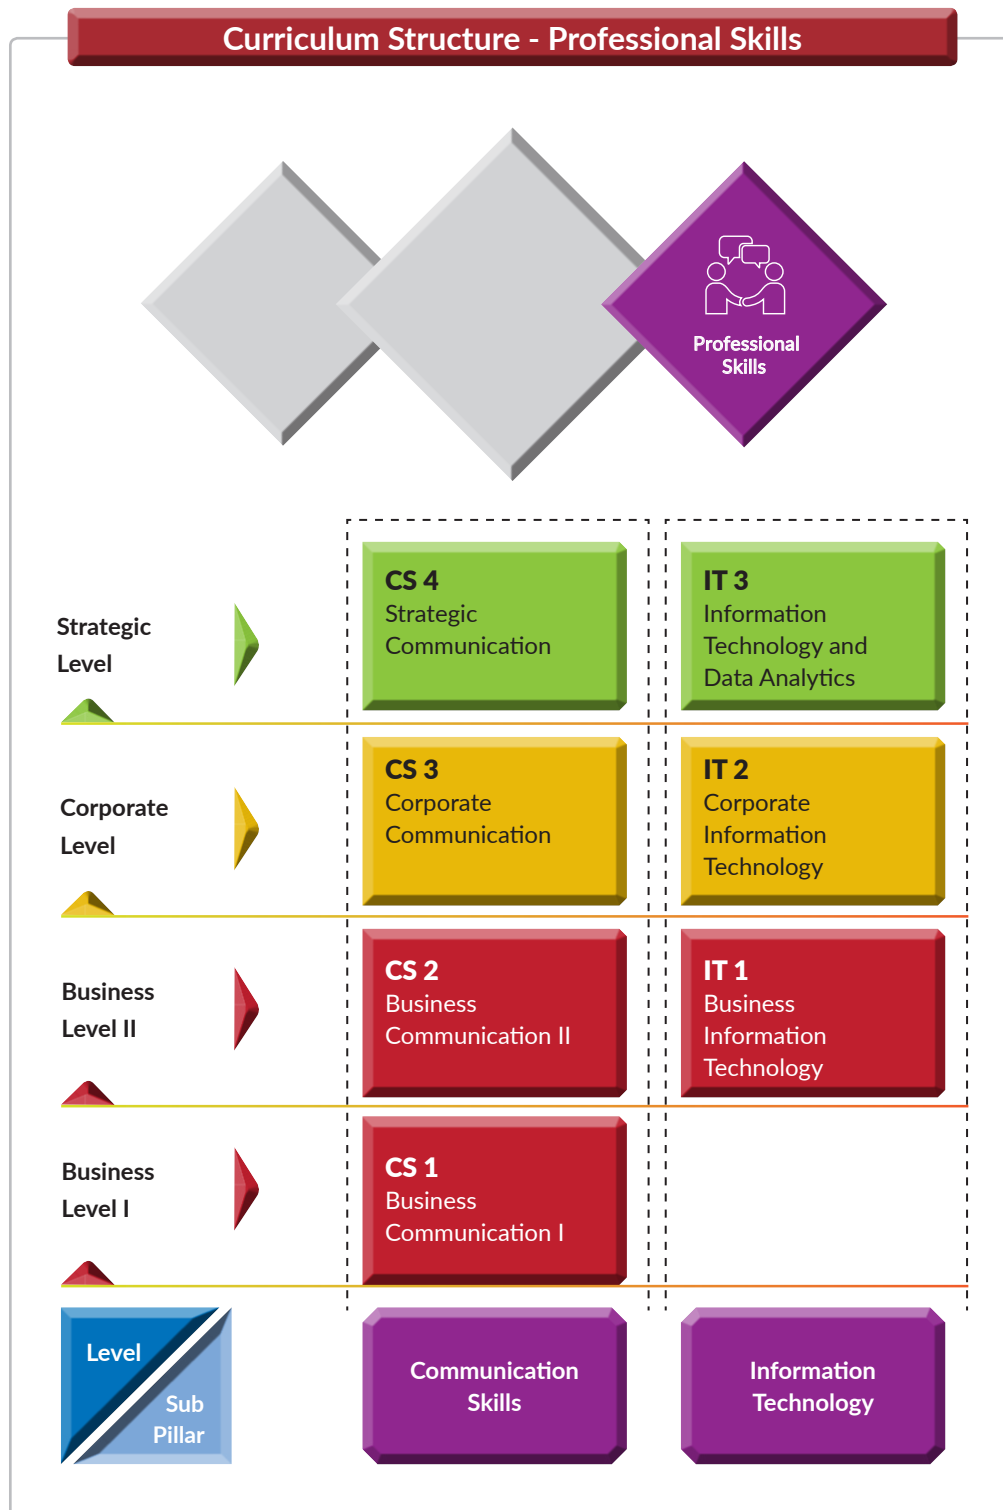 Curriculum Structure - Professional Skills
Professional
Skills
Strategic
Level
CS 4
Strategic
Communication
IT 3
Information
Technology and
Data Analytics
Corporate
Level
CS 3
Corporate
Communication
IT 2
Corporate
Information
Technology
Business
Level II
CS 2
Business
Communication II
IT 1
Business
Information
Technology
Business
Level I
CS 1
Business
Communication I
Level
Sub
Pillar
Communication
Skills
Information
Technology